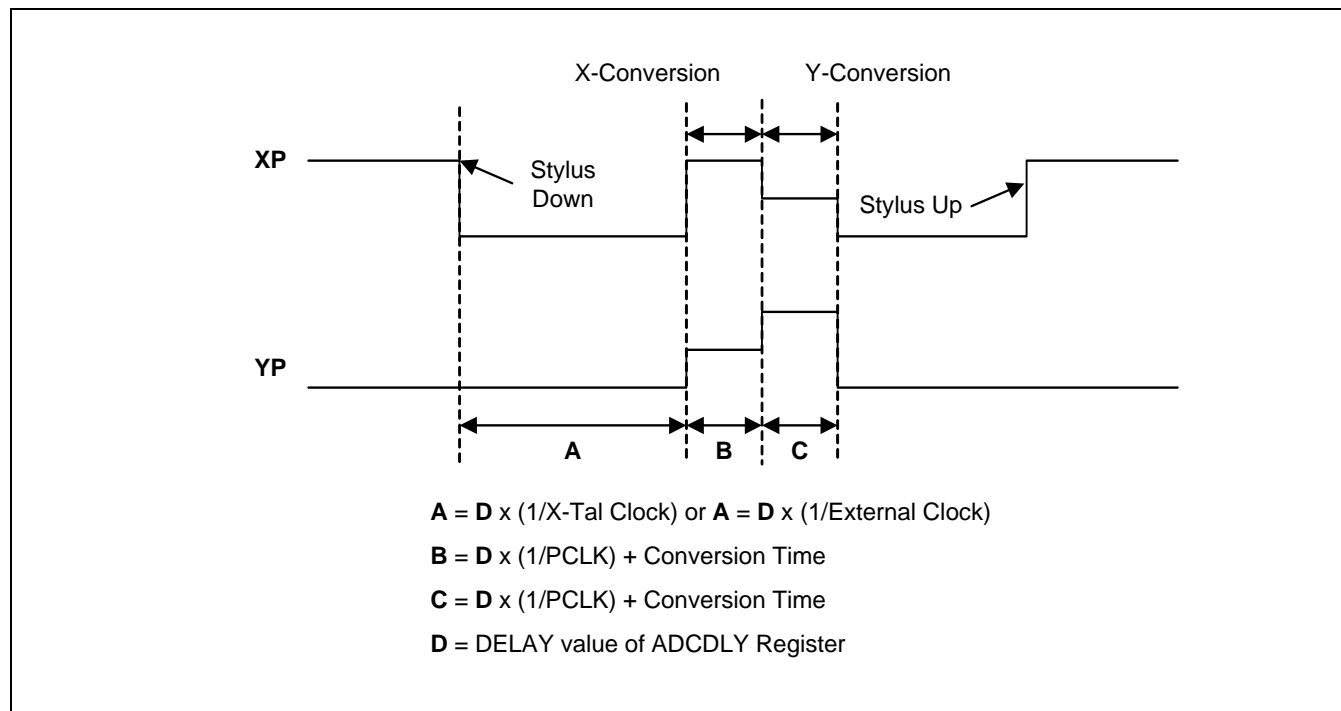 X-Conversion
Y-Conversion
XP
Stylus
Down
Stylus Up
YP
A
B
C
A = D x (1/X-Tal Clock) or A = D x (1/External Clock)
B = D x (1/PCLK) + Conversion Time
C = D x (1/PCLK) + Conversion Time
D = DELAY value of ADCDLY Register